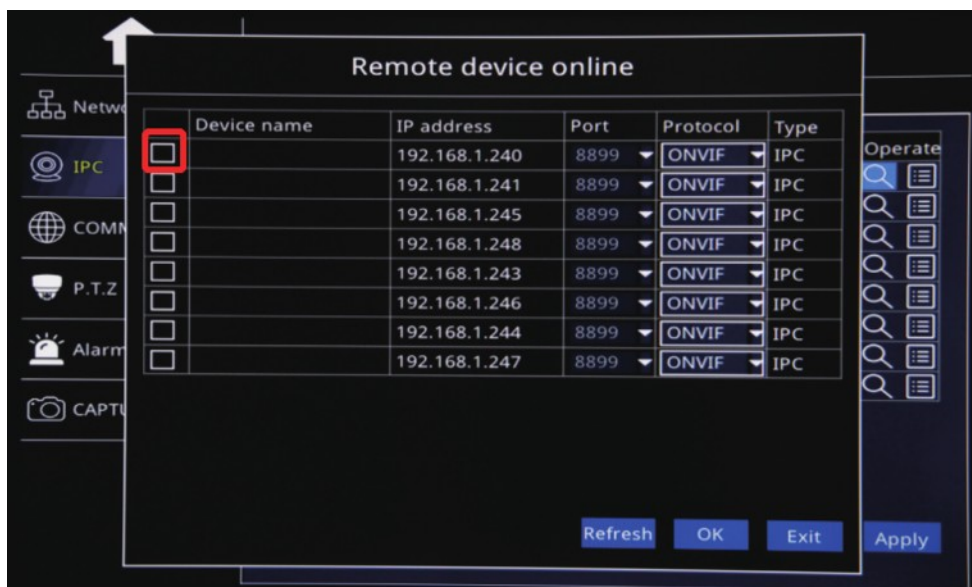 Remote device online
Device name IP address Port Protocol Type
192.168.1.240 8899 ONVIF IPC
192.168.1.241 8899 ONVIF IPC
192.168.1.245 8899 ONVIF IPC
192.168.1.248 8899 ONVIF IPC
192.168.1.243 8899 ONVIF IPC
192.168.1.246 8899 ONVIF IPC
192.168.1.244 8899 ONVIF IPC
192.168.1.247 8899 ONVIF IPC
Refresh OK Exit
Netwo
IPC
COMM
P.T.Z
Alarm
CAPTU
Operate
Apply